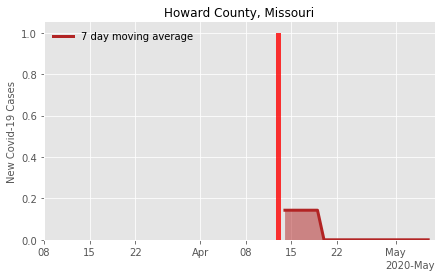 Howard County, Missouri
7 day moving average
New Covid-19 Cases
1.0
0.8
0.6
0.4
0.2
0.0
08 15 22 Apr 08 15 22 May
2020-May